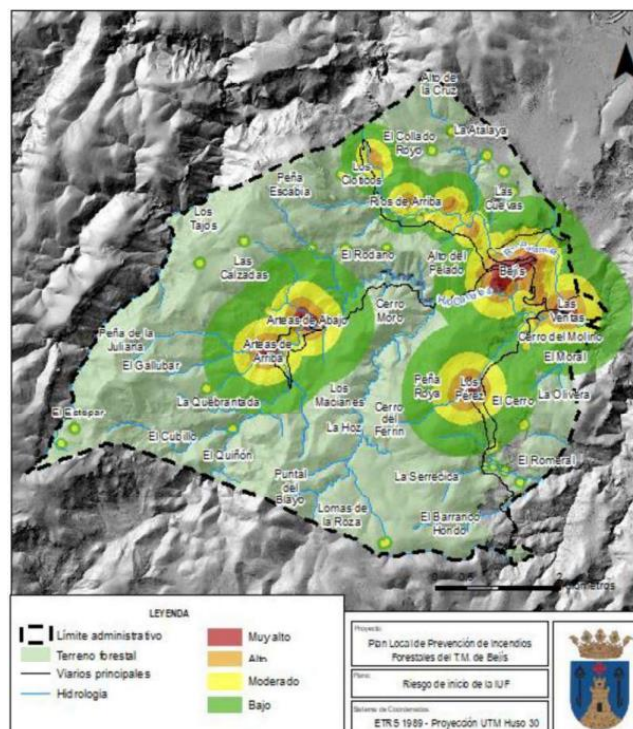 N
Alto de
la Cruz
La Atalaya
El Collado
Royo
Los
Cloticos
Peña
Escabia
Ríos de Arriba
Las
Cuevas
Los
Tajos
Las
Calzadas
El Rodano
Alto del
Pelado
Bejís
Cerro
Moro
Las
Ventas
Arteas de Abajo
Cerro del Molino
Peña de la
Juliana
Arteas de
Arriba
El Moral
El Gallubar
Peña
Roya
Los
Pérez
La Olivera
La Quebrantada
Los
Macianes
El Cerro
El Estepar
Cerro
del
Ferrin
El Cubillo
La Hoz
El Quiñón
El Romeral
Puntal
del
Blayo
La Serrecica
Lomas de
la Roza
El Barranco
Hondo
LEYENDA
Límite administrativo
Terreno forestal
Viarios principales
Hidrología
Muy alto
Alto
Moderado
Bajo
Proyecto:
Plan Local de Prevención de Incendios
Forestales del T.M. de Bejís
Plano:
Riesgo de inicio de la IUF
Sistema de Coordenadas:
ETRS 1989 - Proyección UTM Huso 30